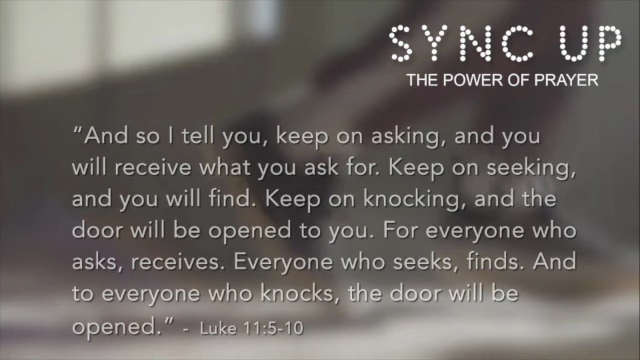 SYNC UP
THE POWER OF PRAYER
“And so I tell you, keep on asking, and you
will receive what you ask for. Keep on seeking,
and you will find. Keep on knocking, and the
door will be opened to you. For everyone who
asks, receives. Everyone who seeks, finds. And
to everyone who knocks, the door will be
opened.” - Luke 11:5-10